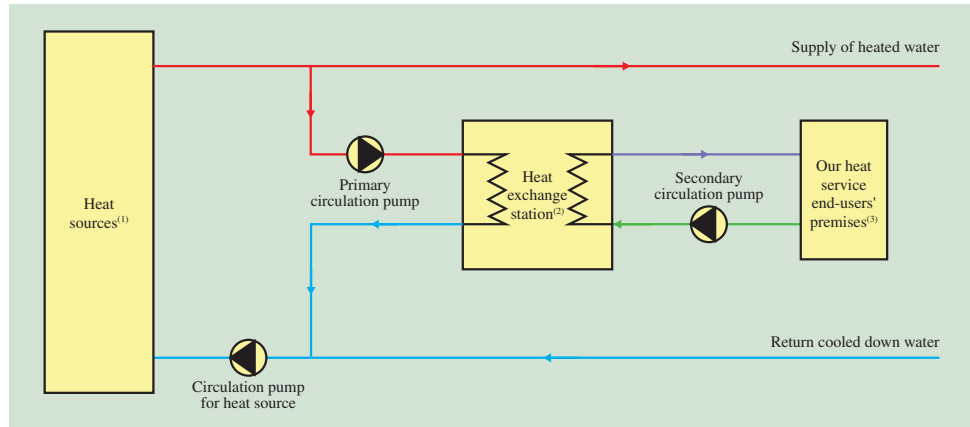 Supply of heated water
Heat
sources(1)
Primary
circulation pump
Heat
exchange
station(2)
Secondary
circulation pump
Our heat
service
end-users'
premises(3)
Return cooled down water
Circulation pump
for heat source